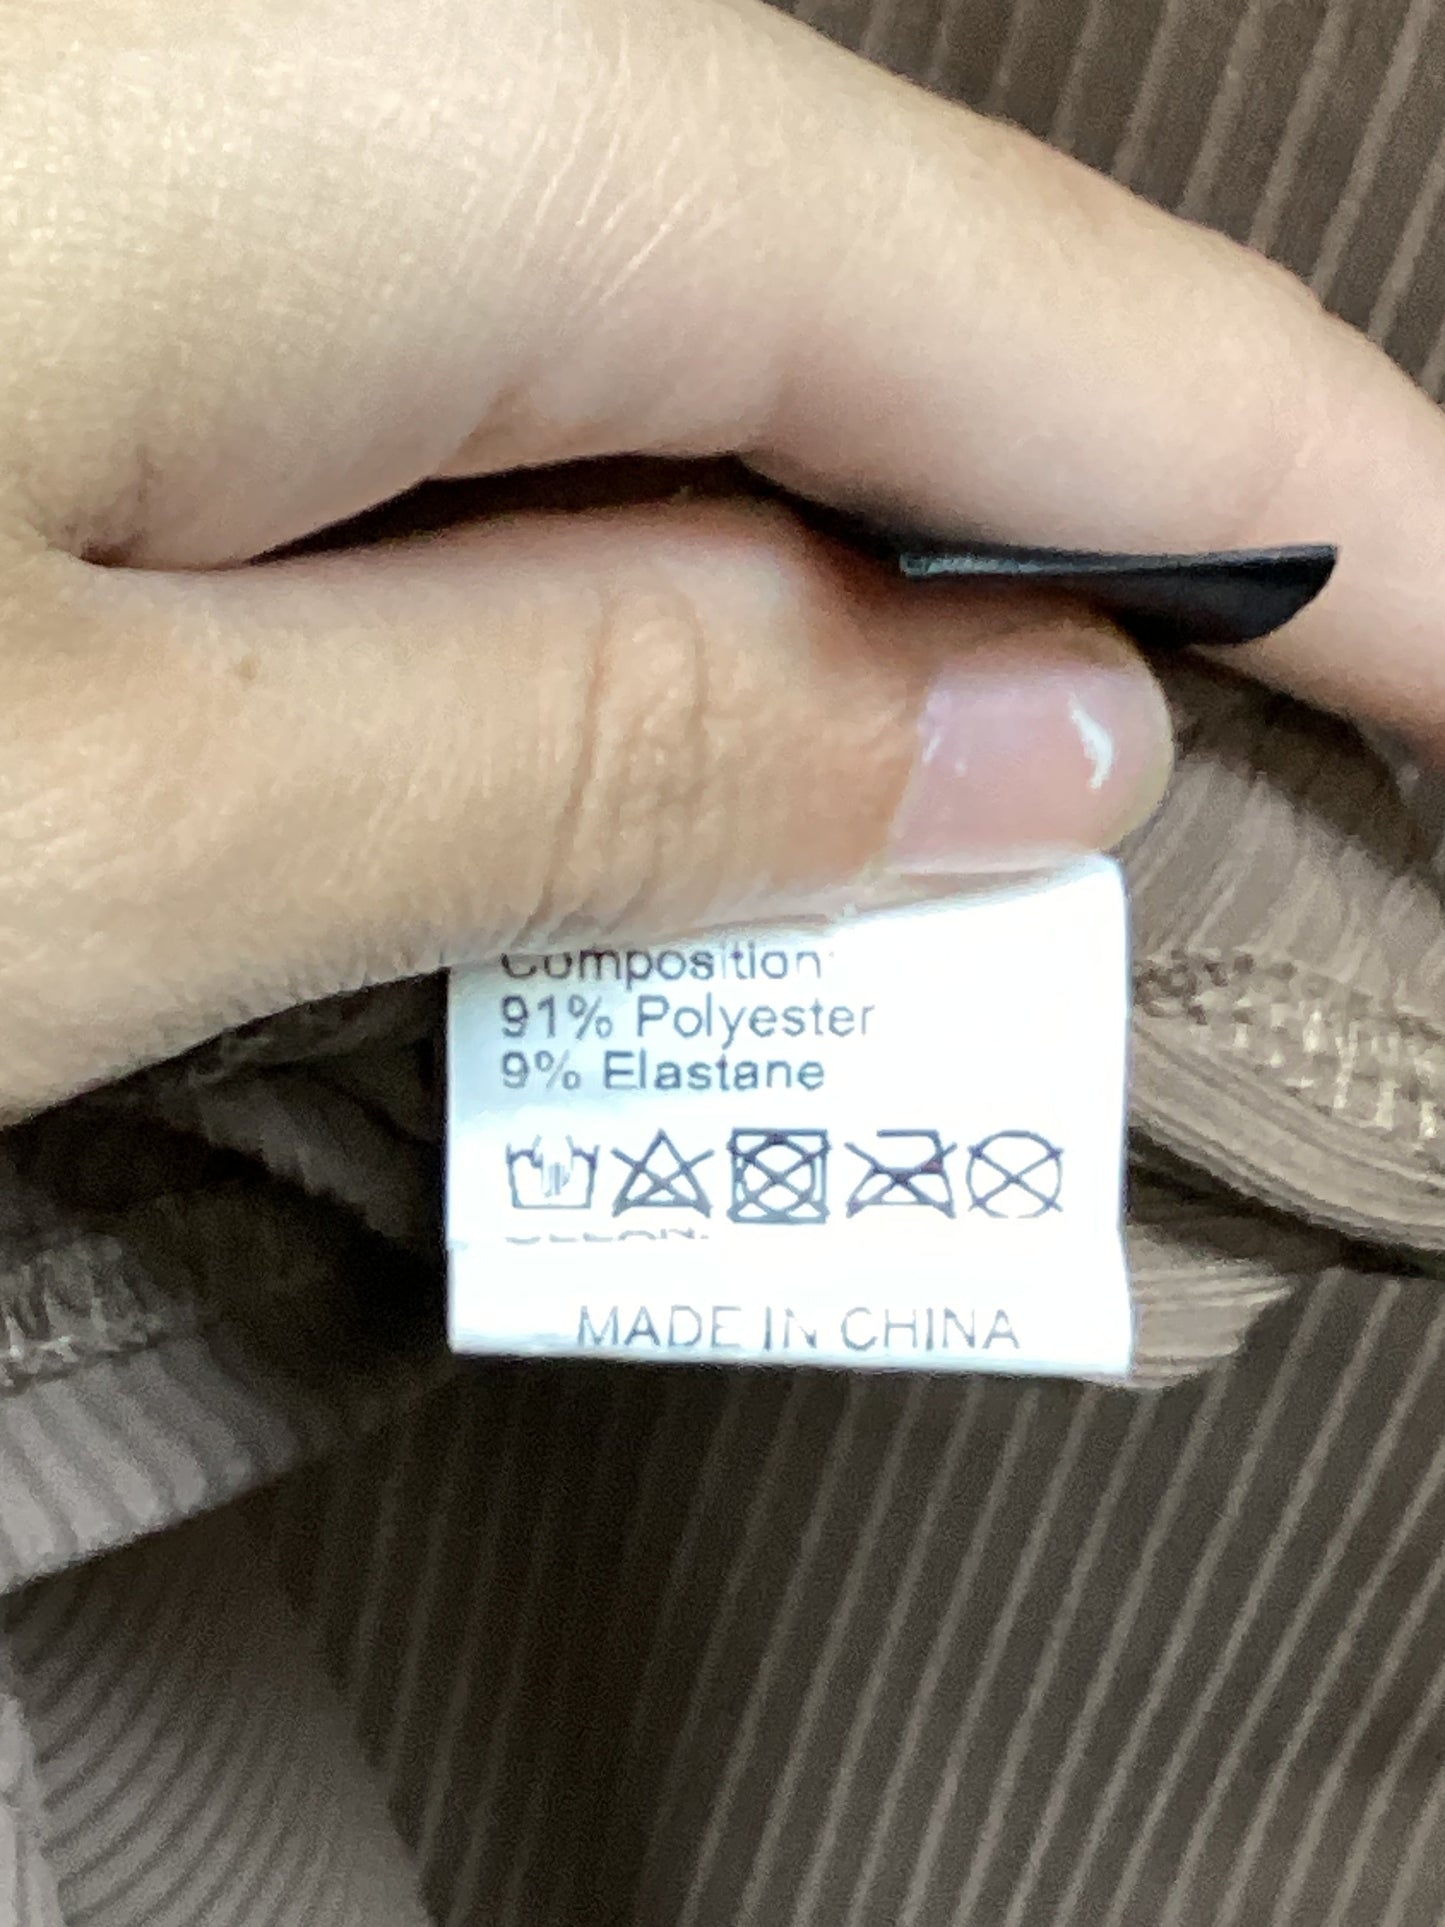 Composition:
91% Polyester
9% Elastane
MADE IN CHINA